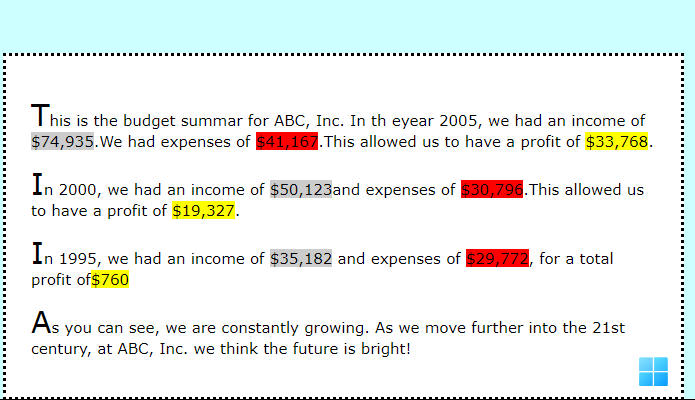 This is the budget summar for ABC, Inc. In th eyear 2005, we had an income of
$74,935.We had expenses of $41,167.This allowed us to have a profit of $33,768.
In 2000, we had an income of $50,123and expenses of $30,796.This allowed us
to have a profit of $19,327.
In 1995, we had an income of $35,182 and expenses of $29,772, for a total
profit of$760
As you can see, we are constantly growing. As we move further into the 21st
century, at ABC, Inc. we think the future is bright!